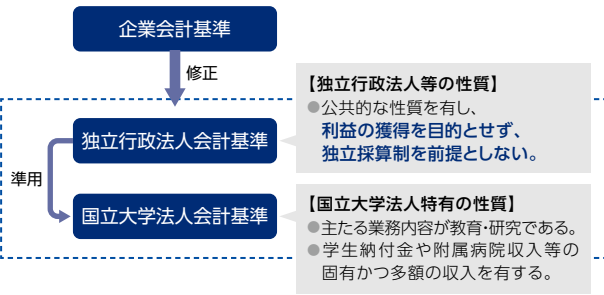 企業会計基準
修正
【独立行政法人等の性質】
●公共的な性質を有し、
利益の獲得を目的とせず、
独立採算制を前提としない。
独立行政法人会計基準
準用
国立大学法人会計基準
【国立大学法人特有の性質】
●主たる業務内容が教育・研究である。
●学生納付金や附属病院収入等の
固有かつ多額の収入を有する。